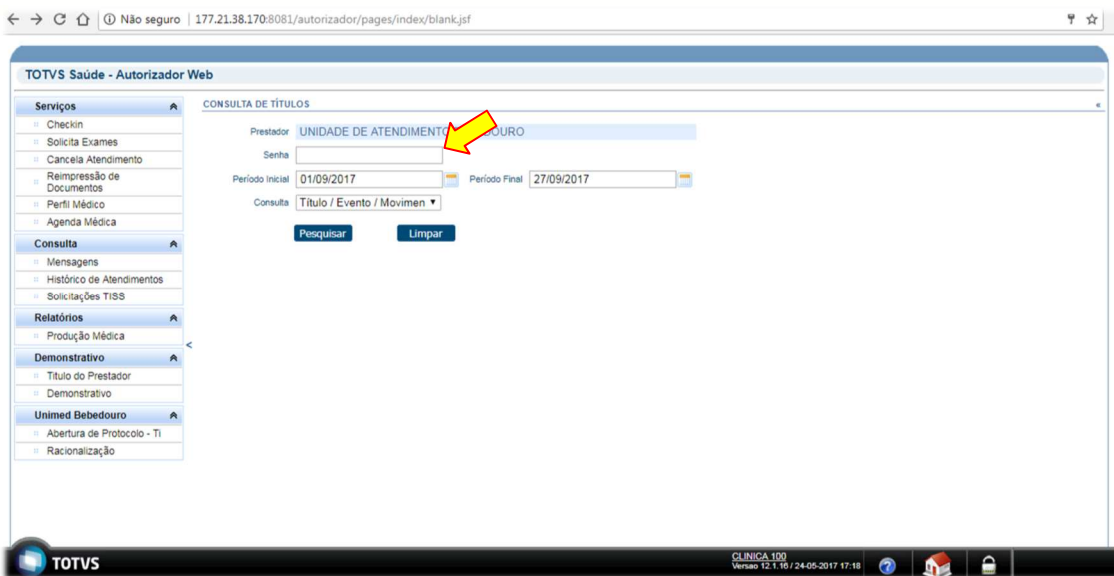 Não seguro | 177.21.38.170:8081/autorizador/pages/index/blank.jsf
TOTVS Saúde - Autorizador Web
Serviços
Checkin
Solicita Exames
Cancela Atendimento
Reimpressão de
Documentos
Perfil Médico
Agenda Médica
Consulta
Mensagens
Histórico de Atendimentos
Solicitações TISS
Relatórios
Produção Médica
Demonstrativo
Titulo do Prestador
Demonstrativo
Unimed Bebedouro
Abertura de Protocolo - Ti
Racionalização
<
CONSULTA DE TÍTULOS
«
Prestador UNIDADE DE ATENDIMENTO
Senha
Período Inicial 01/09/2017 Período Final 27/09/2017
Consulta Título / Evento / Movimen
Pesquisar Limpar
TOTVS
CLINICA 100
Versao 12.1.16 / 24-05-2017 17:18